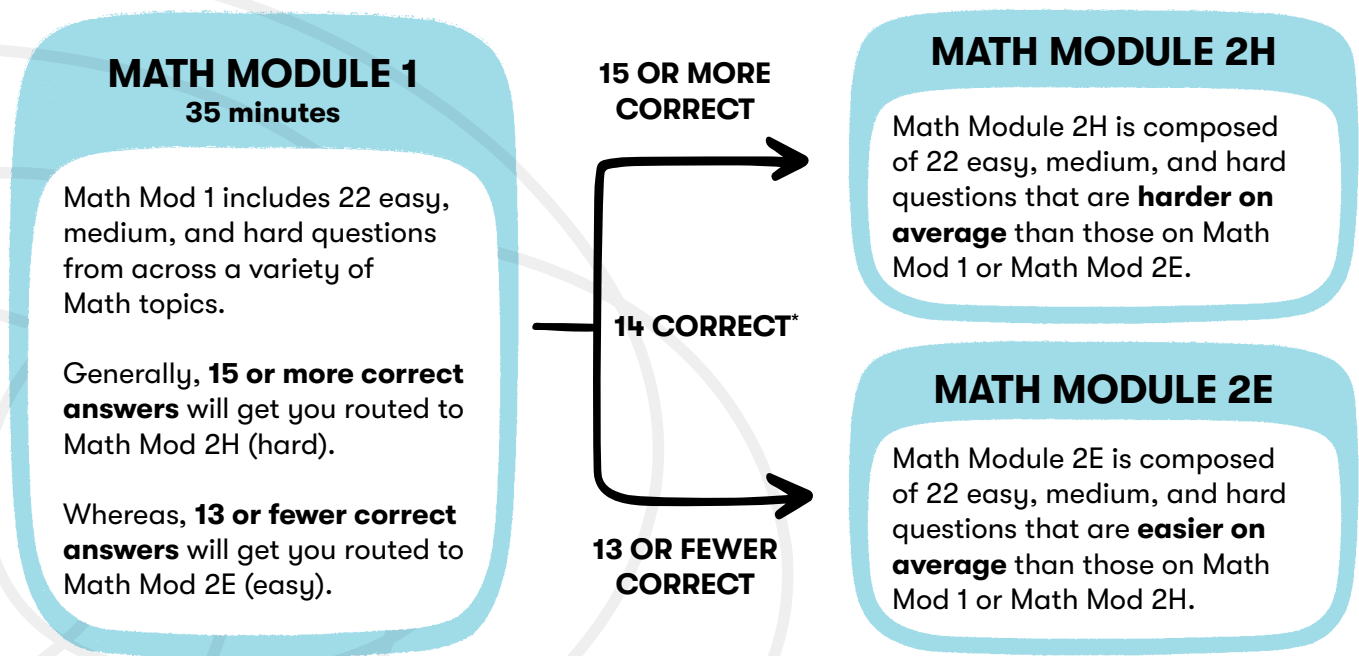 MATH MODULE 1
35 minutes
Math Mod 1 includes 22 easy,
medium, and hard questions
from across a variety of
Math topics.
Generally, 15 or more correct
answers will get you routed to
Math Mod 2H (hard).
Whereas, 13 or fewer correct
answers will get you routed to
Math Mod 2E (easy).
15 OR MORE
CORRECT
14 CORRECT*
13 OR FEWER
CORRECT
MATH MODULE 2H
Math Module 2H is composed
of 22 easy, medium, and hard
questions that are harder on
average than those on Math
Mod 1 or Math Mod 2E.
MATH MODULE 2E
Math Module 2E is composed
of 22 easy, medium, and hard
questions that are easier on
average than those on Math
Mod 1 or Math Mod 2H.